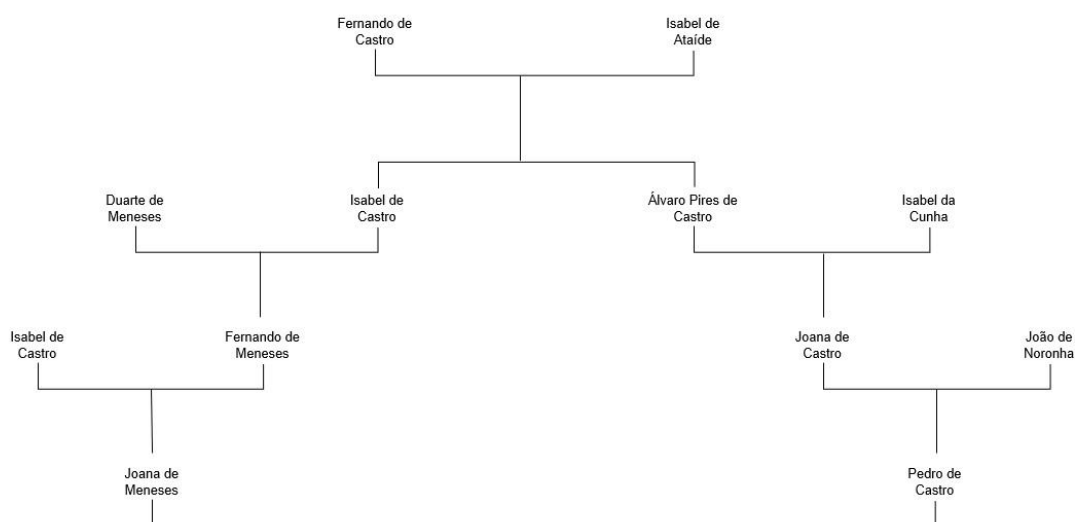 Fernando de
Castro
Isabel de
Ataíde
Duarte de
Meneses
Isabel de
Castro
Álvaro Pires de
Castro
Isabel da
Cunha
Isabel de
Castro
Fernando de
Meneses
Joana de
Castro
João de
Noronha
Joana de
Meneses
Pedro de
Castro